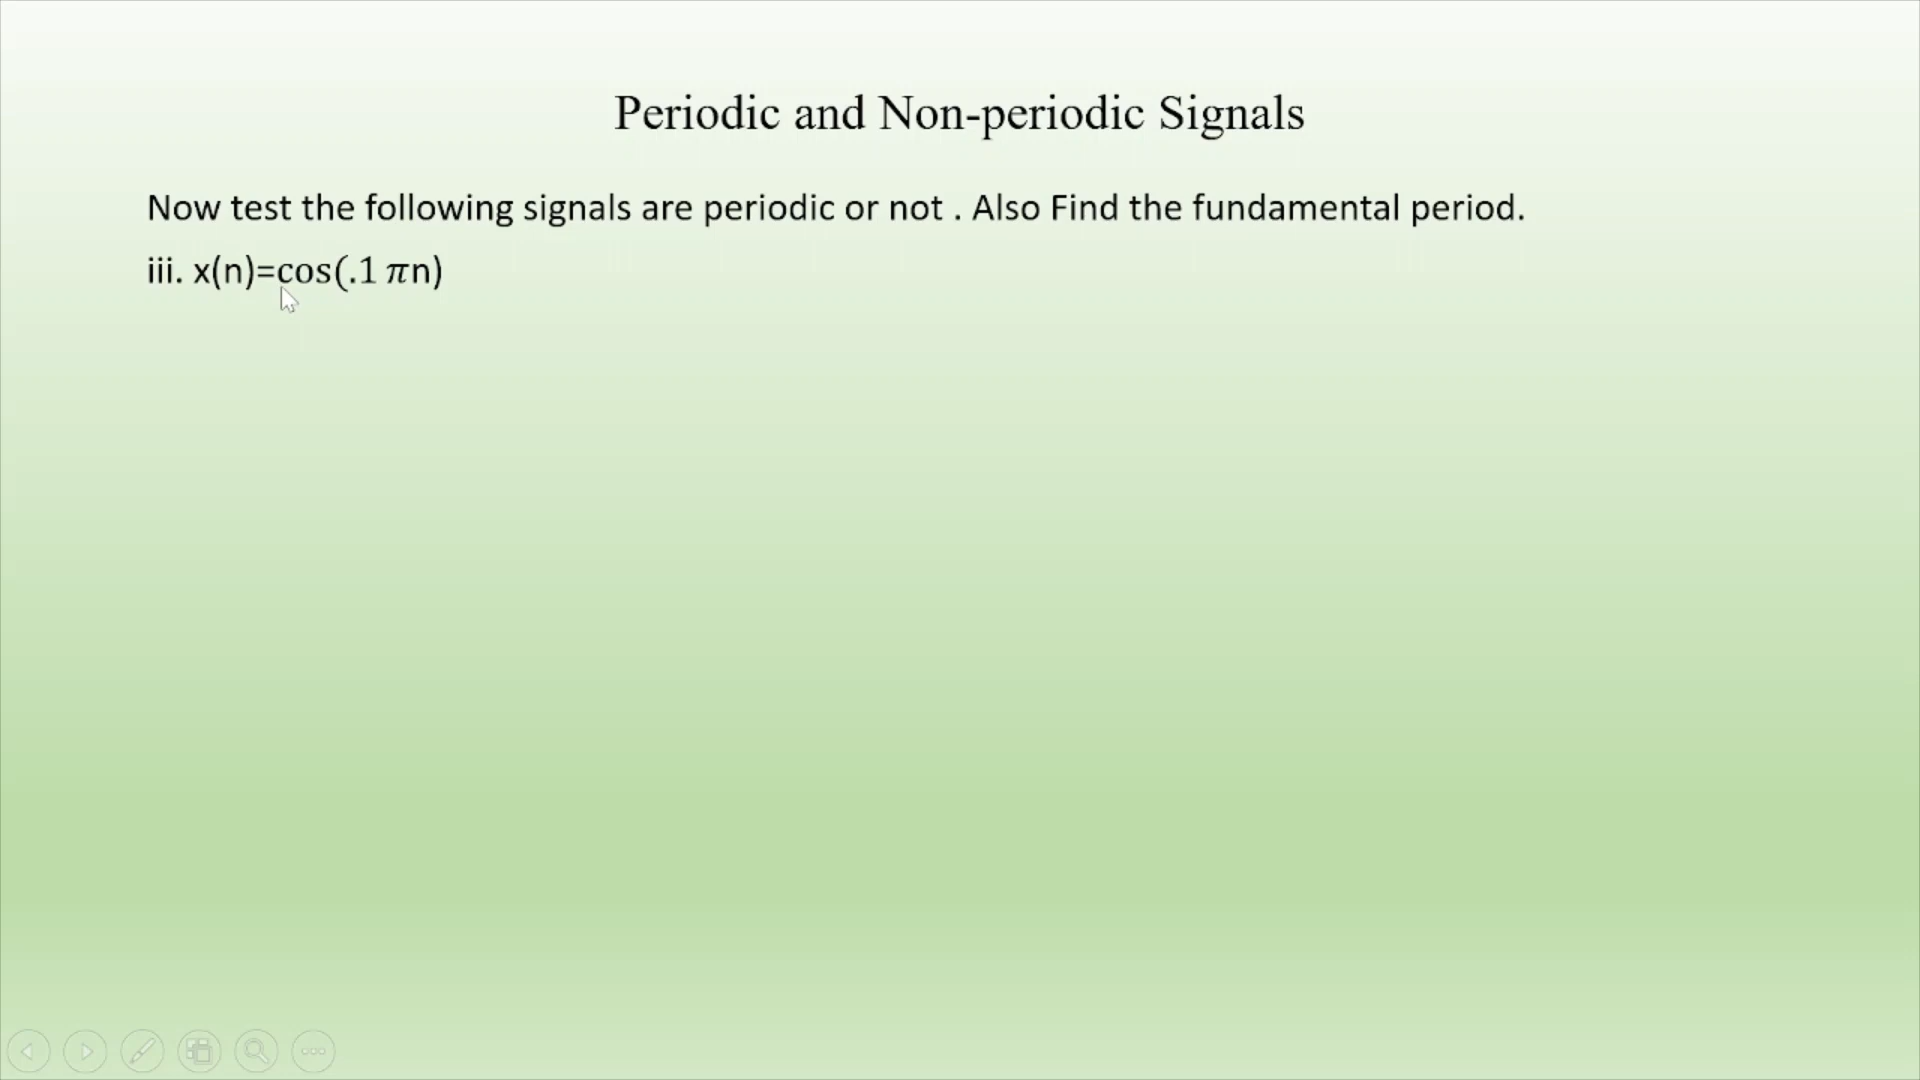 Periodic and Non-periodic Signals
Now test the following signals are periodic or not . Also Find the fundamental period.
iii. x(n)=cos(.1 πn)